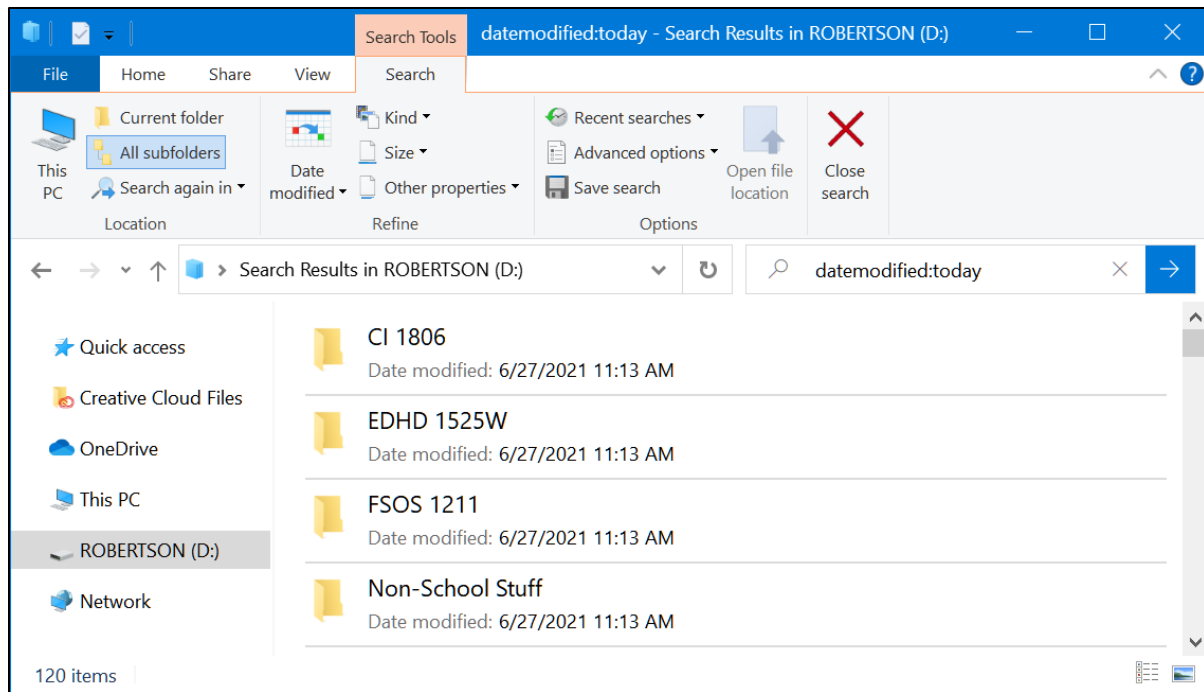 Search Tools
datemodified:today - Search Results in ROBERTSON (D:)
File
Home
Share
View
Search
?
This PC
Current folder
All subfolders
Search again in
Location
Date modified
Kind
Size
Other properties
Refine
Recent searches
Advanced options
Save search
Open file location
Options
Close search
Search Results in ROBERTSON (D:)
datemodified:today
Quick access
Creative Cloud Files
OneDrive
This PC
ROBERTSON (D:)
Network
CI 1806
Date modified: 6/27/2021 11:13 AM
EDHD 1525W
Date modified: 6/27/2021 11:13 AM
FSOS 1211
Date modified: 6/27/2021 11:13 AM
Non-School Stuff
Date modified: 6/27/2021 11:13 AM
120 items